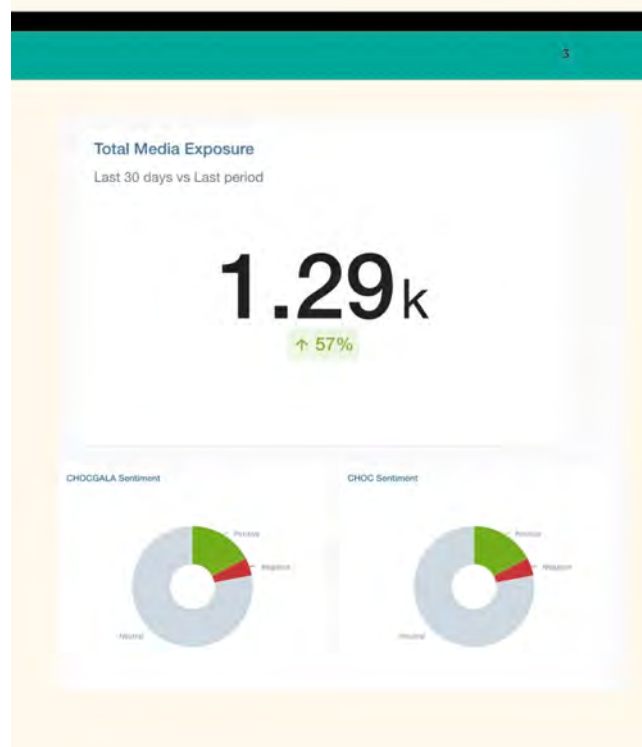 3
Total Media Exposure
Last 30 days vs Last period
1.29k
↑ 57%
CHOCGALA Sentiment
Positive
Negative
Neutral
CHOC Sentiment
Positive
Negative
Neutral